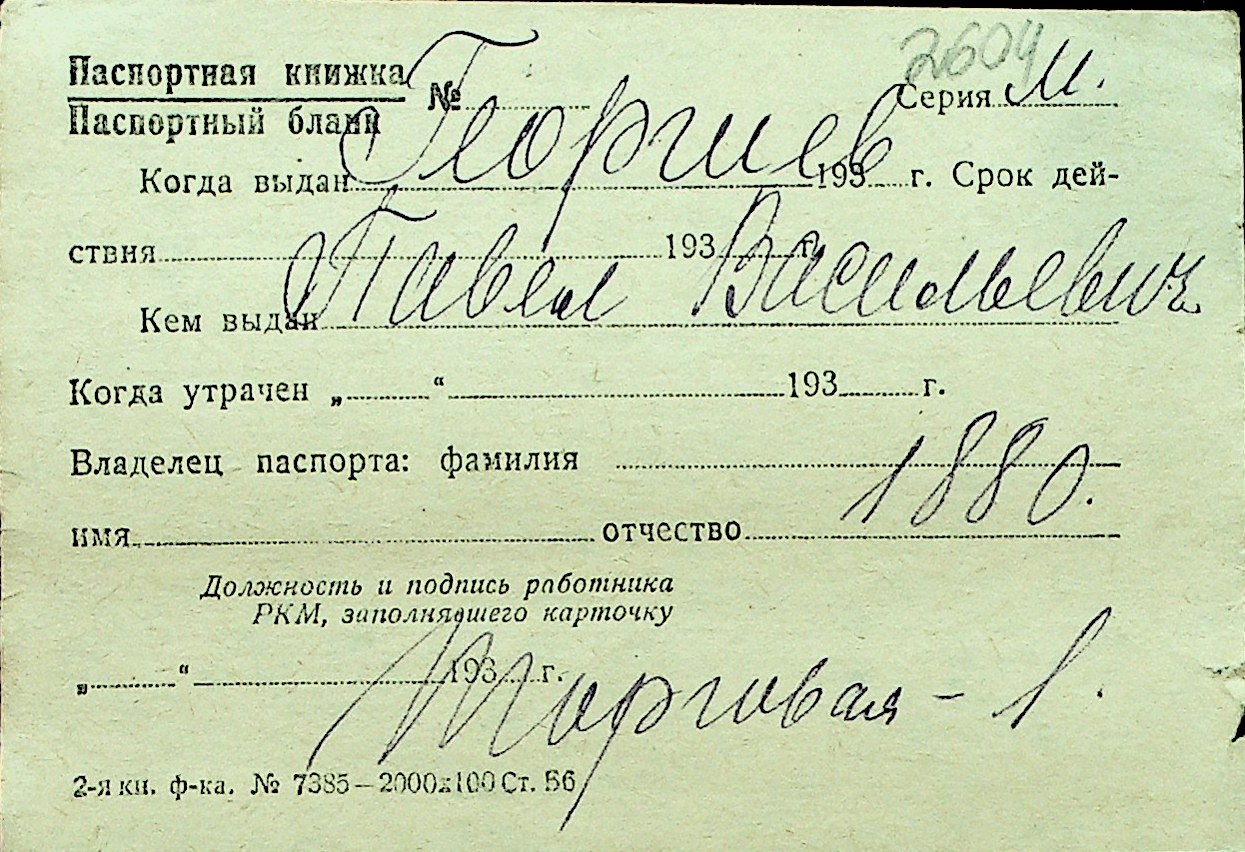 2604
Паспортная книжка
Паспортный бланк
№ Серия М.
Георгиев
Когда выдан „ 193 г. Срок дей-
ствия 193 г.
Павел Васильевич
Кем выдан
Когда утрачен „ “ 193 г.
Владелец паспорта: фамилия
1880.
имя отчество
Должность и подпись работника
РКМ, заполнявшего карточку
„ “ 193 г.
Торговая – 1.
2-я кн. ф-ка. № 7385—2000х100 Ст. Б6